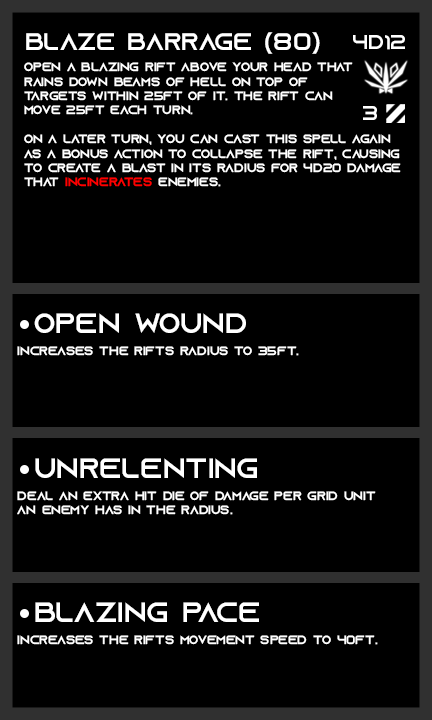 BLAZE BARRAGE (80) 4D12
OPEN A BLAZING RIFT ABOVE YOUR HEAD THAT
RAINS DOWN BEAMS OF HELL ON TOP OF
TARGETS WITHIN 25FT OF IT. THE RIFT CAN
MOVE 25FT EACH TURN.
3
ON A LATER TURN, YOU CAN CAST THIS SPELL AGAIN
AS A BONUS ACTION TO COLLAPSE THE RIFT, CAUSING
TO CREATE A BLAST IN ITS RADIUS FOR 4D20 DAMAGE
THAT INCINERATES ENEMIES.
•OPEN WOUND
INCREASES THE RIFTS RADIUS TO 35FT.
•UNRELENTING
DEAL AN EXTRA HIT DIE OF DAMAGE PER GRID UNIT
AN ENEMY HAS IN THE RADIUS.
•BLAZING PACE
INCREASES THE RIFTS MOVEMENT SPEED TO 40FT.